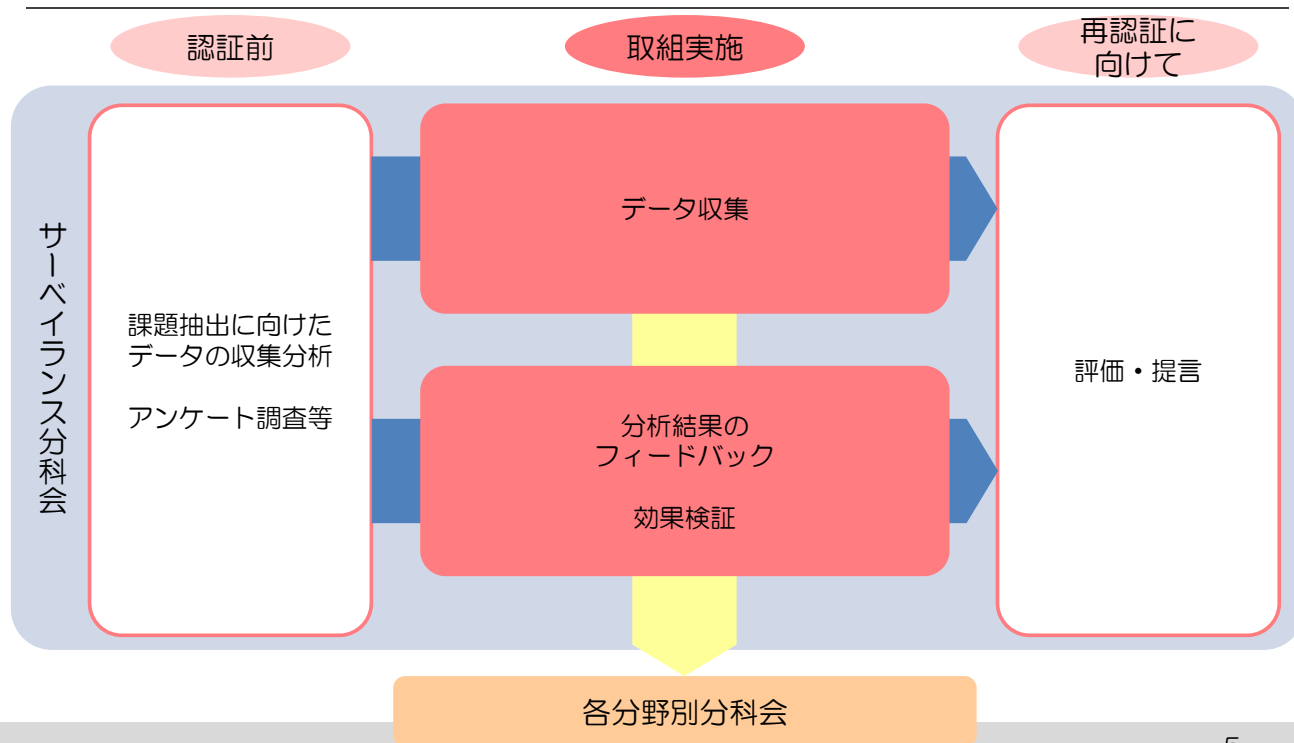 認証前
取組実施
再認証に
向けて
サーベイランス分科会
課題抽出に向けた
データの収集分析
アンケート調査等
データ収集
分析結果の
フィードバック
効果検証
評価・提言
各分野別分科会